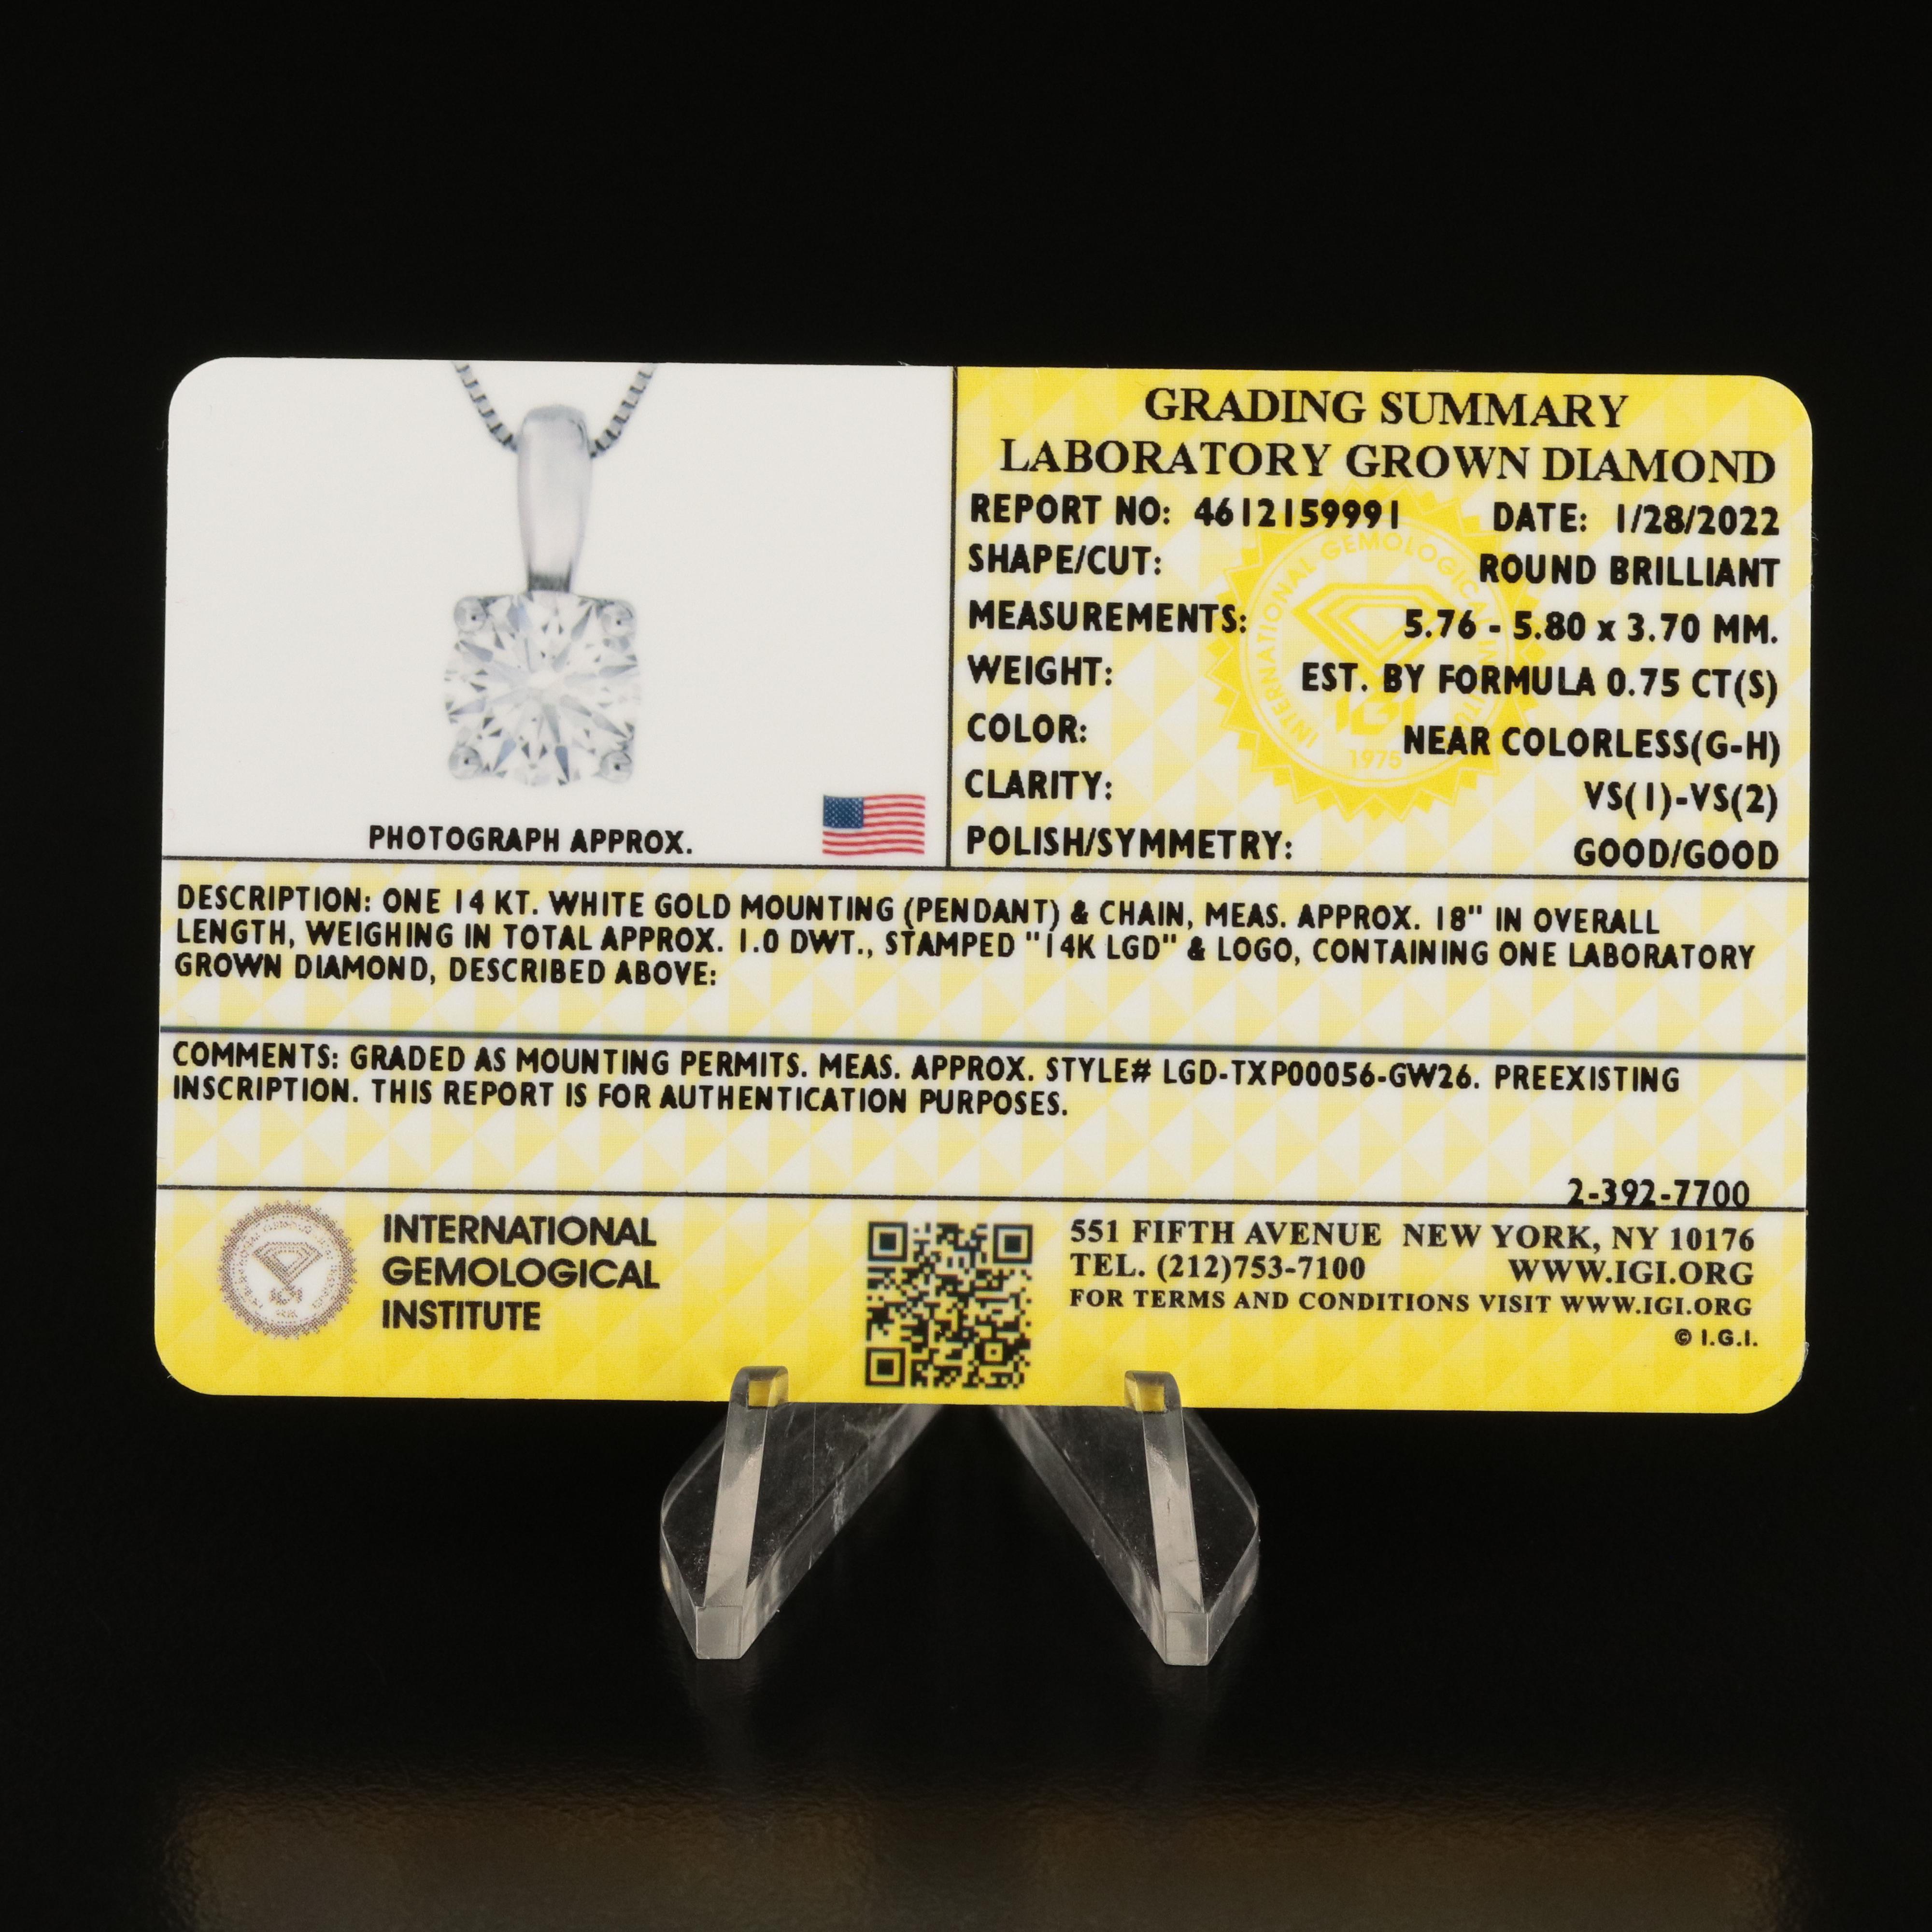 GRADING SUMMARY
LABORATORY GROWN DIAMOND
REPORT NO: 4612159991 DATE: 1/28/2022
SHAPE/CUT: ROUND BRILLIANT
MEASUREMENTS: 5.76 - 5.80 x 3.70 MM.
WEIGHT: EST. BY FORMULA 0.75 CT(S)
COLOR: NEAR COLORLESS(G-H)
CLARITY: VS(1)-VS(2)
POLISH/SYMMETRY: GOOD/GOOD
INTERNATIONAL GEMOLOGICAL
IGI
1975
PHOTOGRAPH APPROX.
DESCRIPTION: ONE 14 KT. WHITE GOLD MOUNTING (PENDANT) & CHAIN, MEAS. APPROX. 18" IN OVERALL
LENGTH, WEIGHING IN TOTAL APPROX. 1.0 DWT., STAMPED "14K LGD" & LOGO, CONTAINING ONE LABORATORY
GROWN DIAMOND, DESCRIBED ABOVE:
COMMENTS: GRADED AS MOUNTING PERMITS. MEAS. APPROX. STYLE# LGD-TXP00056-GW26. PREEXISTING
INSCRIPTION. THIS REPORT IS FOR AUTHENTICATION PURPOSES.
2-392-7700
IGI
INTERNATIONAL
GEMOLOGICAL
INSTITUTE
551 FIFTH AVENUE NEW YORK, NY 10176
TEL. (212)753-7100 WWW.IGI.ORG
FOR TERMS AND CONDITIONS VISIT WWW.IGI.ORG
© I.G.I.